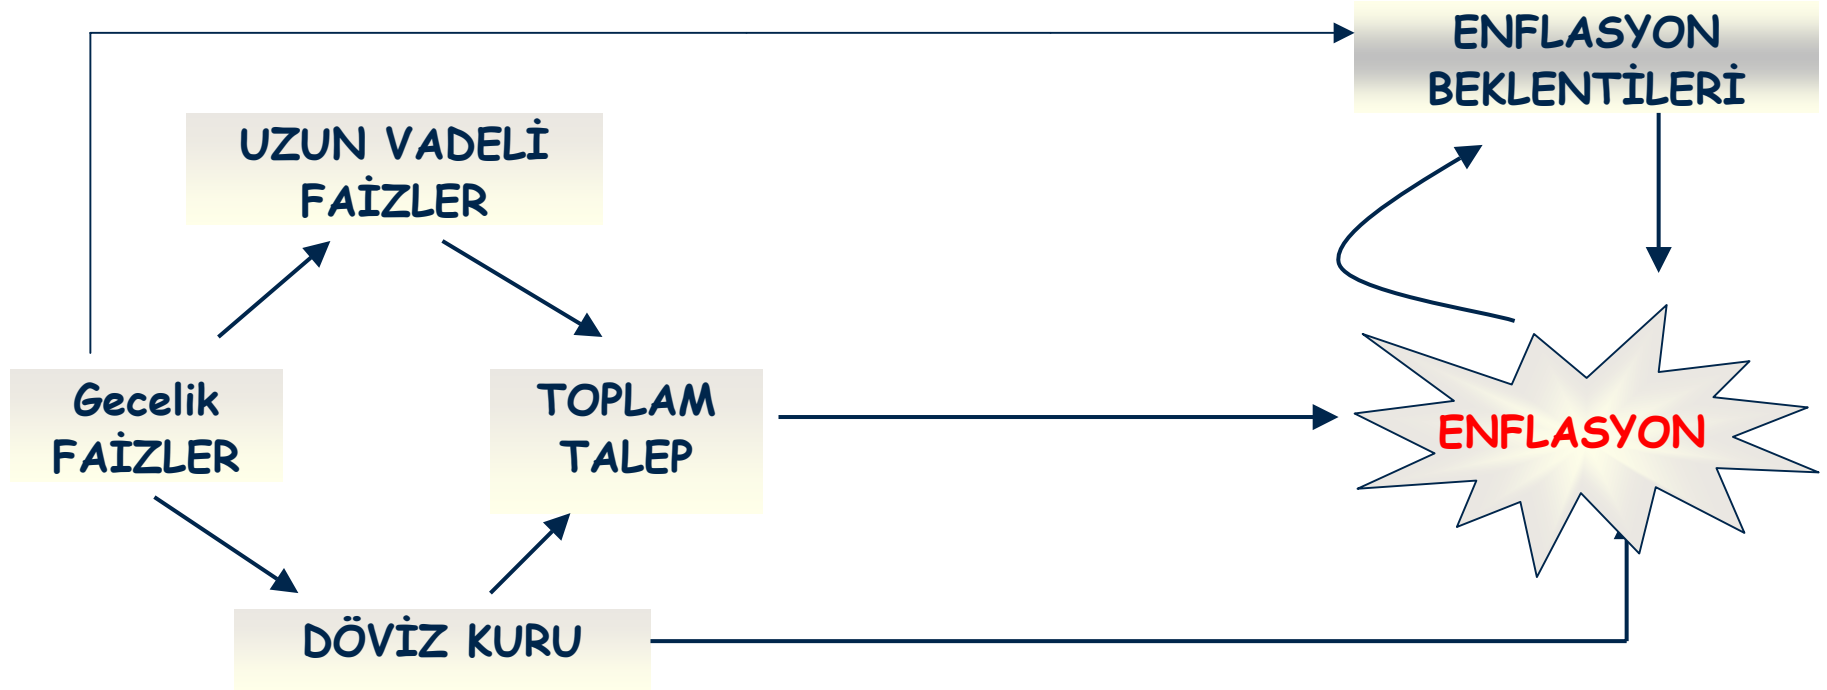 ENFLASYON
BEKLENTİLERİ
UZUN VADELİ
FAİZLER
Gecelik
FAİZLER
TOPLAM
TALEP
ENFLASYON
DÖVİZ KURU